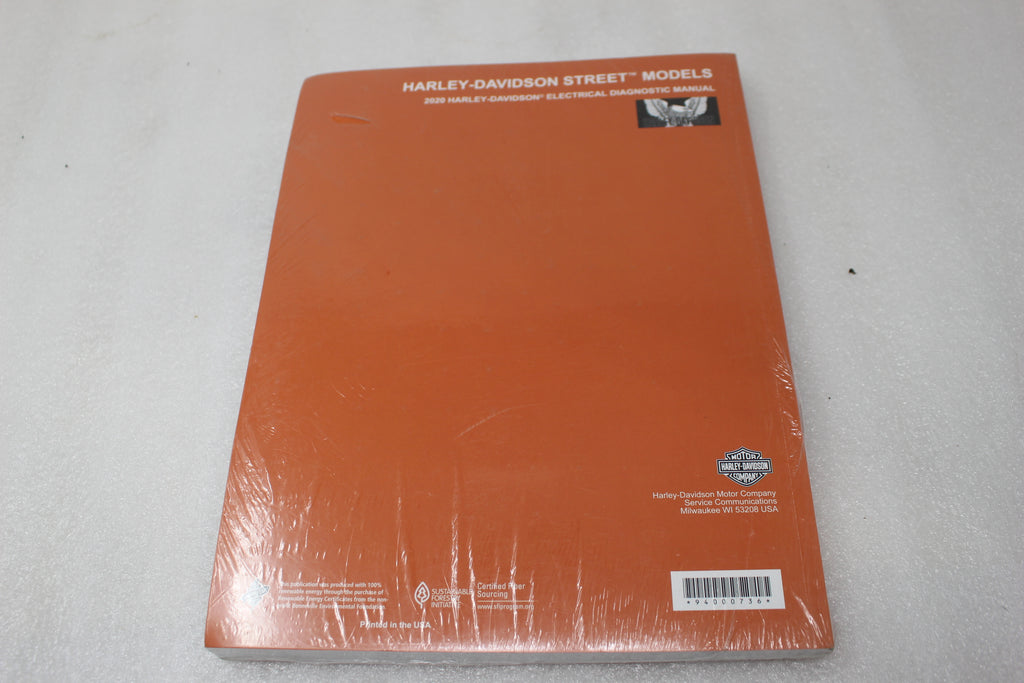 HARLEY-DAVIDSON STREET™ MODELS
2020 HARLEY-DAVIDSON® ELECTRICAL DIAGNOSTIC MANUAL
MOTOR
HARLEY-DAVIDSON
COMPANY
Harley-Davidson Motor Company
Service Communications
Milwaukee WI 53208 USA
This publication was produced with 100%
renewable energy through the purchase of
Renewable Energy Certificates from the non-
profit Bonneville Environmental Foundation.
SUSTAINABLE
FORESTRY
INITIATIVE
Certified Fiber
Sourcing
www.sfiprogram.org
Printed in the USA
*94000736*